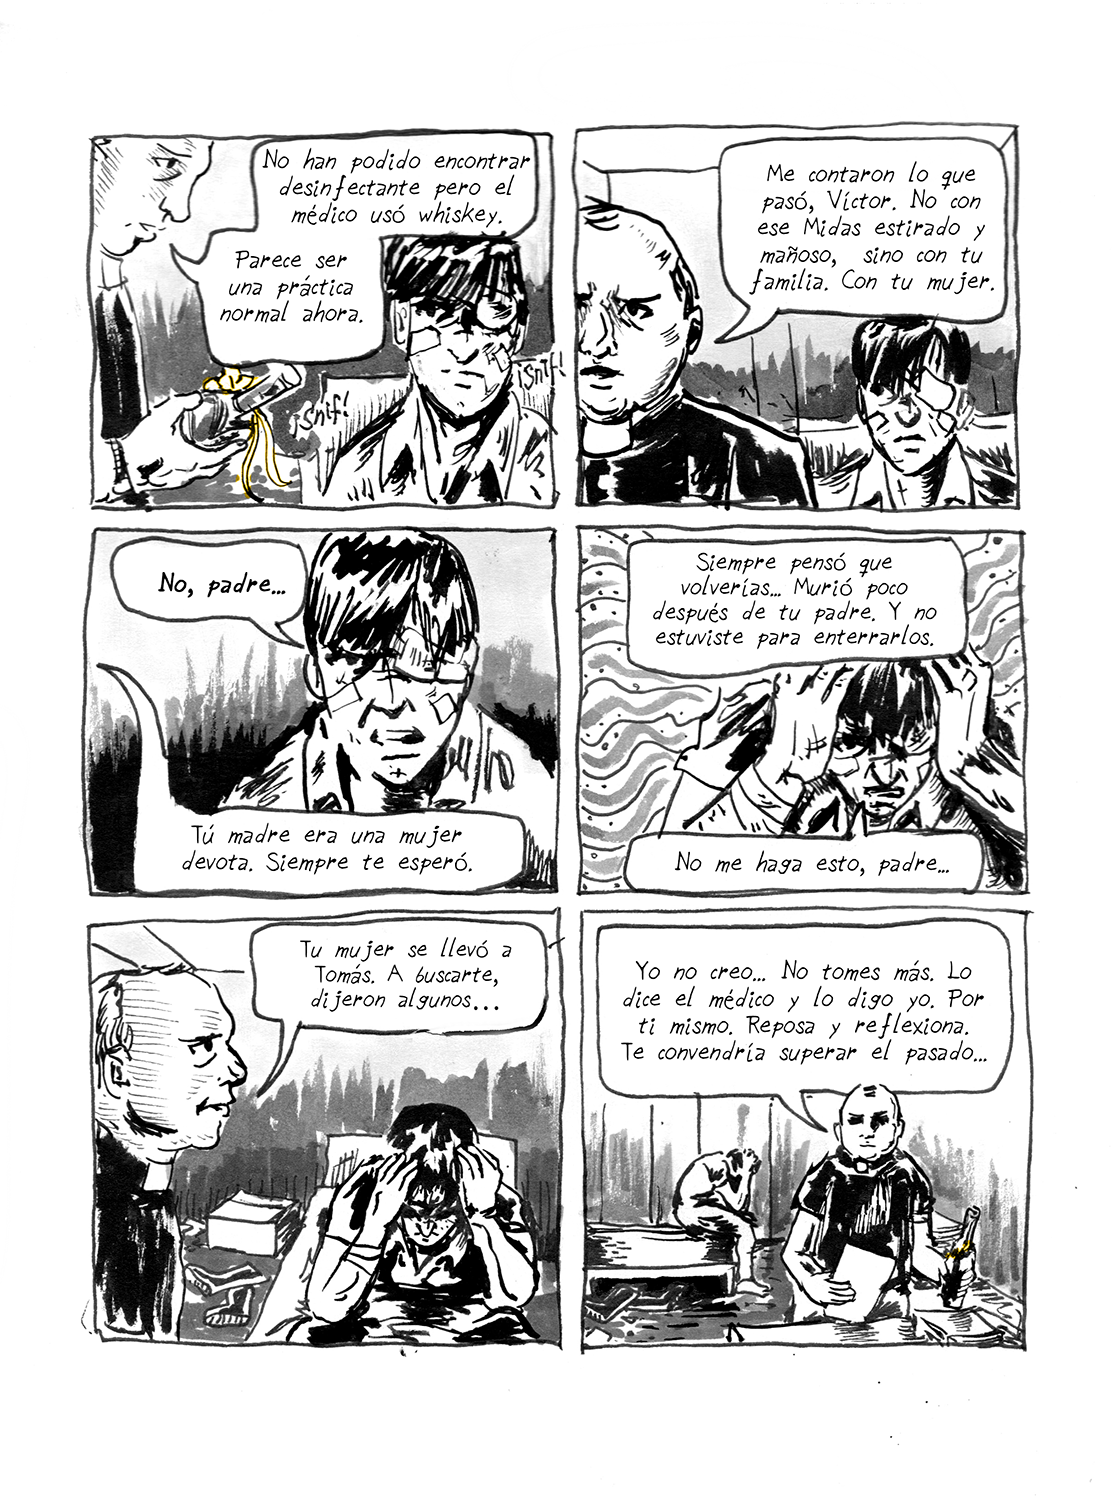 No han podido encontrar
desinfectante pero el
médico usó whiskey.
Parece ser
una práctica
normal ahora.
¡Snif!
¡Snif!
Me contaron lo que
pasó, Víctor. No con
ese Midas estirado y
mañoso, sino con tu
familia. Con tu mujer.
No, padre...
Tú madre era una mujer
devota. Siempre te esperó.
Siempre pensó que
volverías... Murió poco
después de tu padre. Y no
estuviste para enterrarlos.
No me haga esto, padre...
Tu mujer se llevó a
Tomás. A buscarte,
dijeron algunos...
Yo no creo... No tomes más. Lo
dice el médico y lo digo yo. Por
ti mismo. Reposa y reflexiona.
Te convendría superar el pasado...